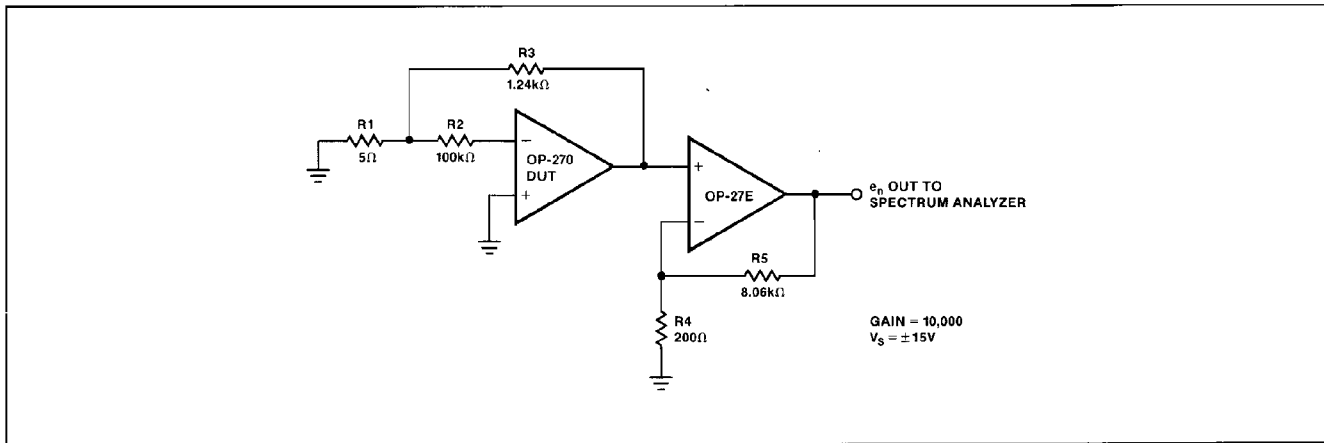 R3
1.24kΩ
R1
5Ω
R2
100kΩ
−
OP-270
DUT
+
+
OP-27E
−
en OUT TO
SPECTRUM ANALYZER
R5
8.06kΩ
R4
200Ω
GAIN = 10,000
VS = ±15V